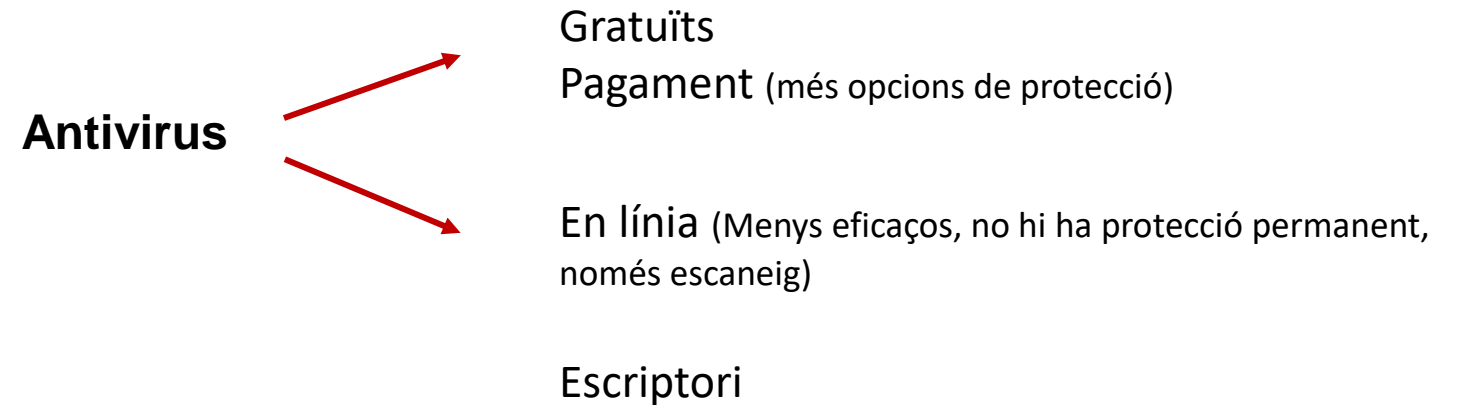 Gratuïts
Pagament (més opcions de protecció)
Antivirus
En línia (Menys eficaços, no hi ha protecció permanent,
només escaneig)
Escriptori